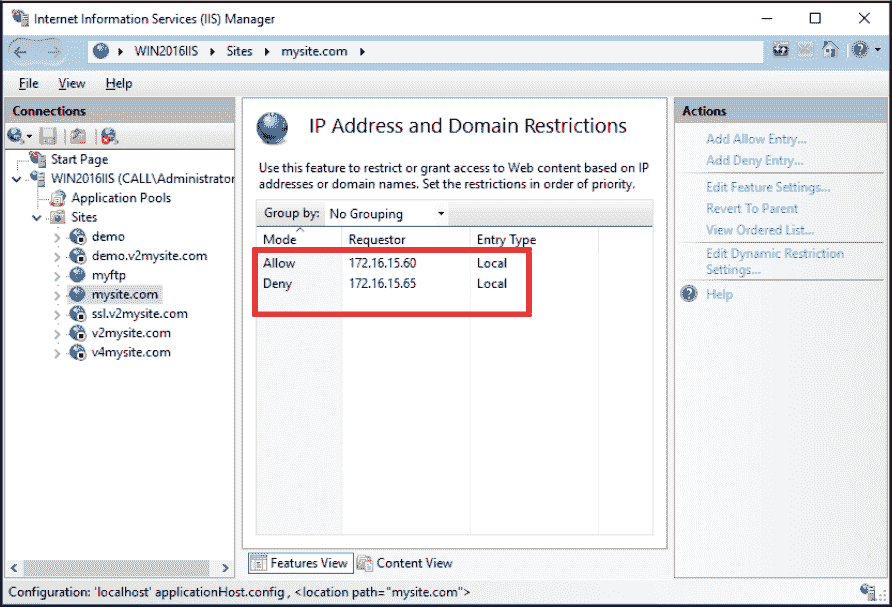 Internet Information Services (IIS) Manager
WIN2016IIS Sites mysite.com
File View Help
Connections
Start Page
WIN2016IIS (CALL\Administrator
Application Pools
Sites
demo
demo.v2mysite.com
myftp
mysite.com
ssl.v2mysite.com
v2mysite.com
v4mysite.com
IP Address and Domain Restrictions
Use this feature to restrict or grant access to Web content based on IP
addresses or domain names. Set the restrictions in order of priority.
Group by: No Grouping
Mode Requestor Entry Type
Allow 172.16.15.60 Local
Deny 172.16.15.65 Local
Features View Content View
Actions
Add Allow Entry...
Add Deny Entry...
Edit Feature Settings...
Revert To Parent
View Ordered List...
Edit Dynamic Restriction
Settings...
Help
Configuration: 'localhost' applicationHost.config , <location path="mysite.com">